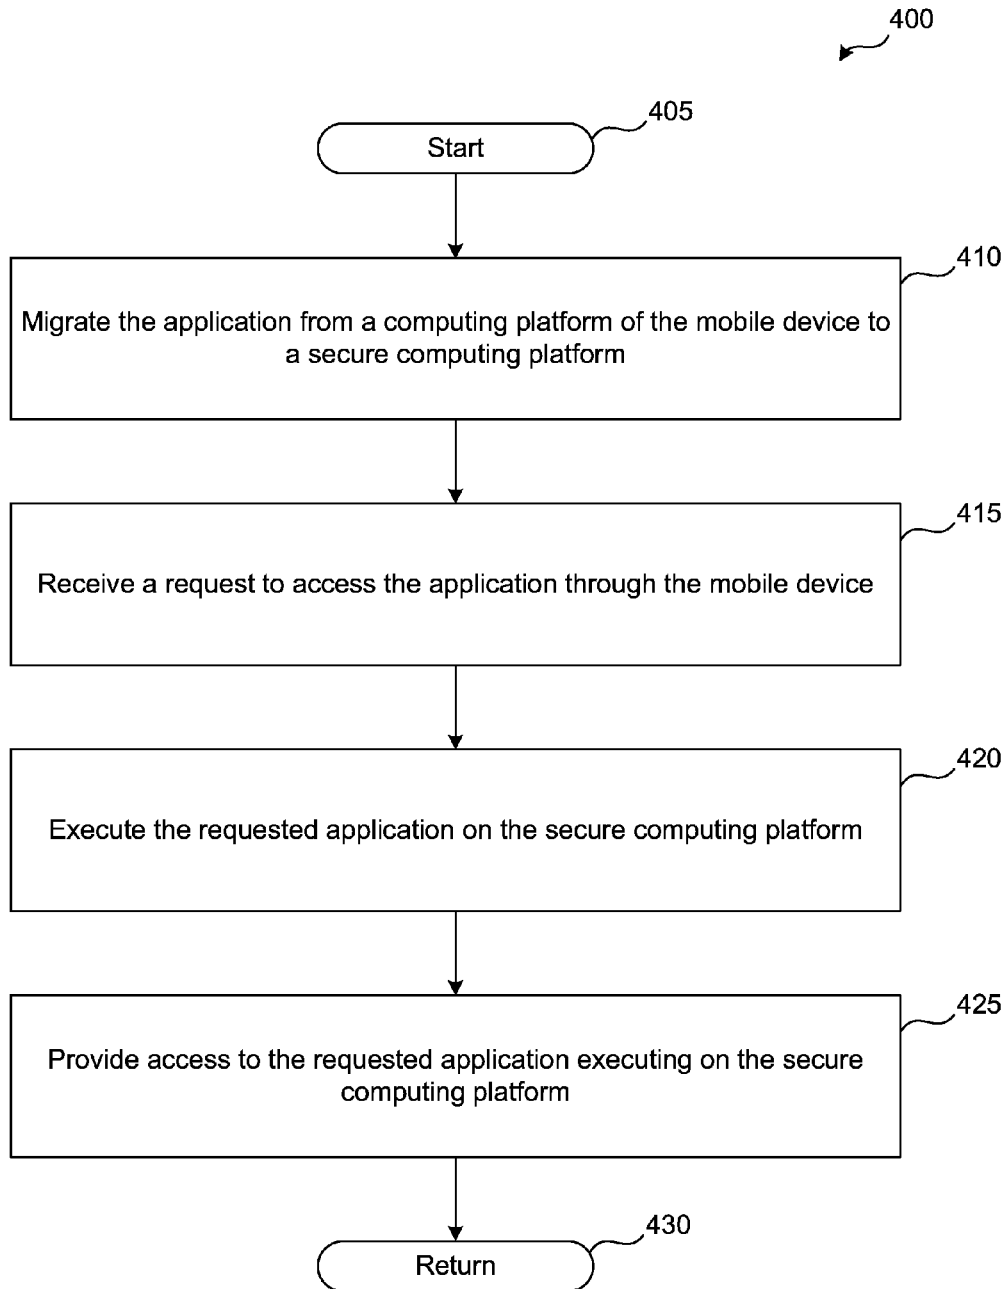 400
405
Start
410
Migrate the application from a computing platform of the mobile device to
a secure computing platform
415
Receive a request to access the application through the mobile device
420
Execute the requested application on the secure computing platform
425
Provide access to the requested application executing on the secure
computing platform
430
Return